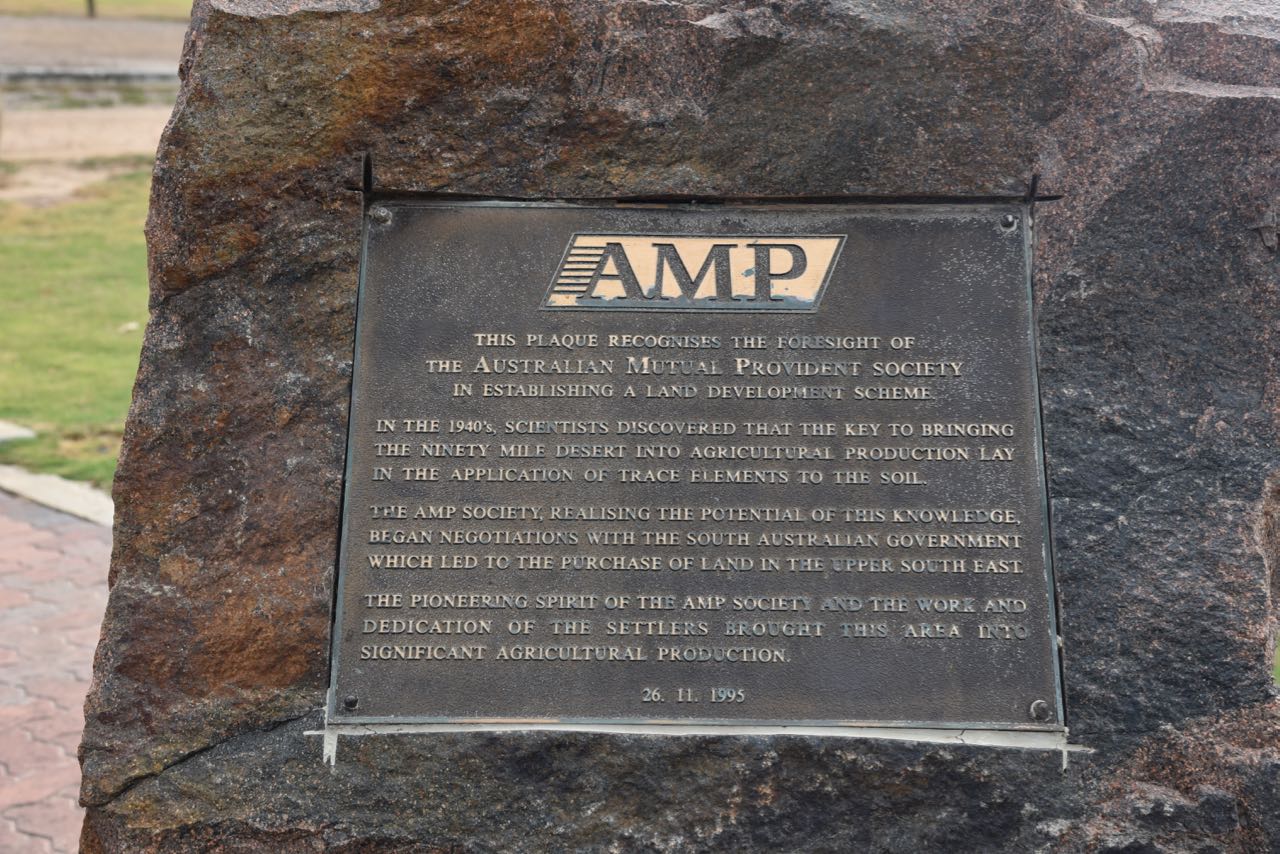 AMP
THIS PLAQUE RECOGNISES THE FORESIGHT OF
THE AUSTRALIAN MUTUAL PROVIDENT SOCIETY
IN ESTABLISHING A LAND DEVELOPMENT SCHEME.
IN THE 1940's, SCIENTISTS DISCOVERED THAT THE KEY TO BRINGING
THE NINETY MILE DESERT INTO AGRICULTURAL PRODUCTION LAY
IN THE APPLICATION OF TRACE ELEMENTS TO THE SOIL.
THE AMP SOCIETY, REALISING THE POTENTIAL OF THIS KNOWLEDGE,
BEGAN NEGOTIATIONS WITH THE SOUTH AUSTRALIAN GOVERNMENT
WHICH LED TO THE PURCHASE OF LAND IN THE UPPER SOUTH EAST.
THE PIONEERING SPIRIT OF THE AMP SOCIETY AND THE WORK AND
DEDICATION OF THE SETTLERS BROUGHT THIS AREA INTO
SIGNIFICANT AGRICULTURAL PRODUCTION.
26. 11. 1995